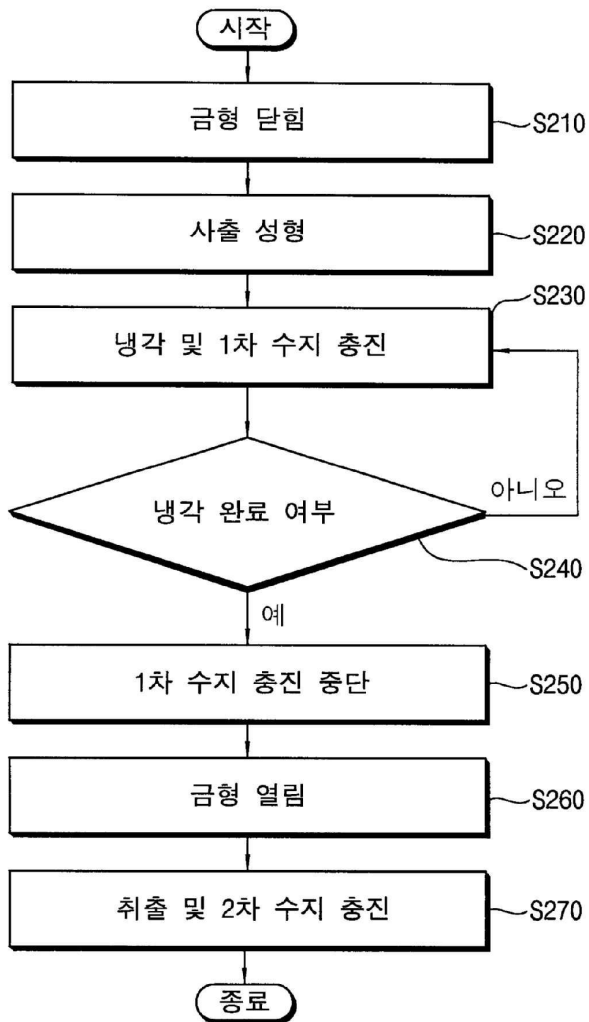 시작
금형 닫힘
S210
사출 성형
S220
S230
냉각 및 1차 수지 충진
아니오
냉각 완료 여부
S240
예
1차 수지 충진 중단
S250
금형 열림
S260
취출 및 2차 수지 충진
S270
종료